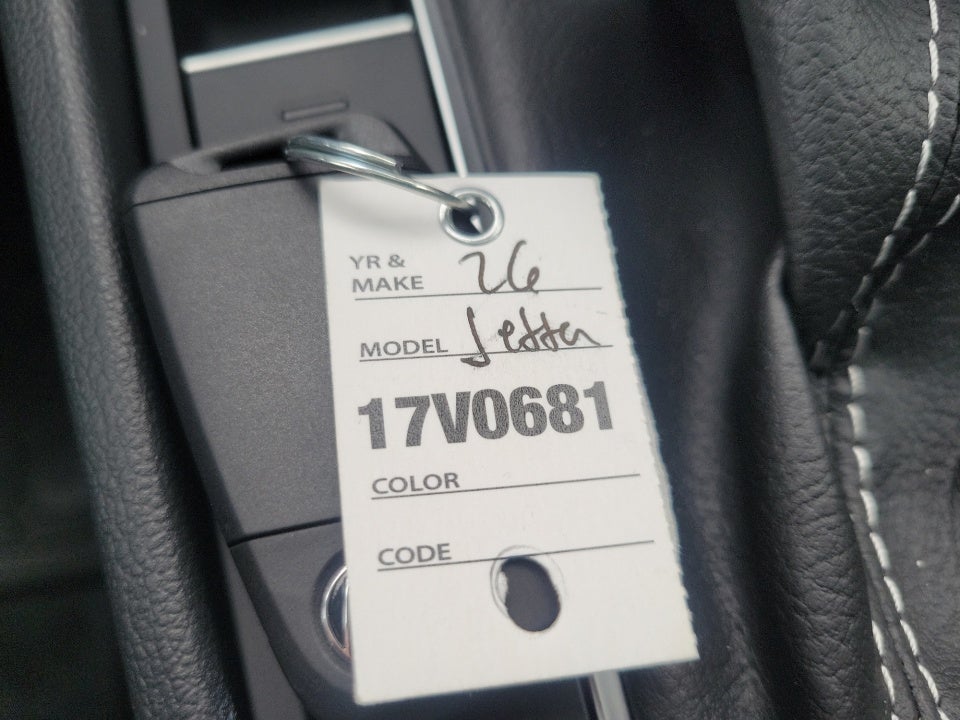 YR &
MAKE 26
MODEL Jetta
17V0681
COLOR
CODE